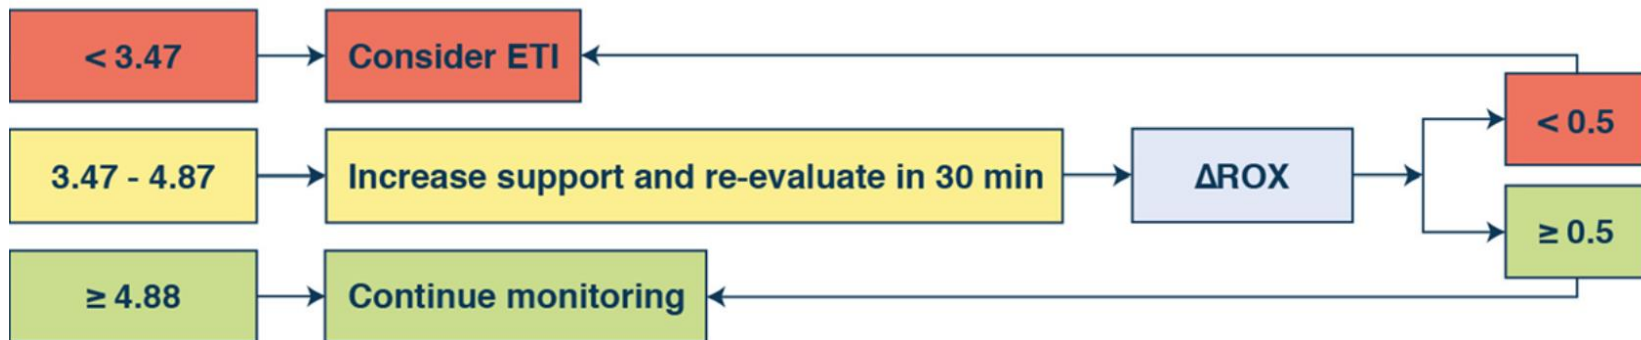 < 3.47
Consider ETI
3.47 - 4.87
Increase support and re-evaluate in 30 min
ΔROX
< 0.5
≥ 0.5
≥ 4.88
Continue monitoring